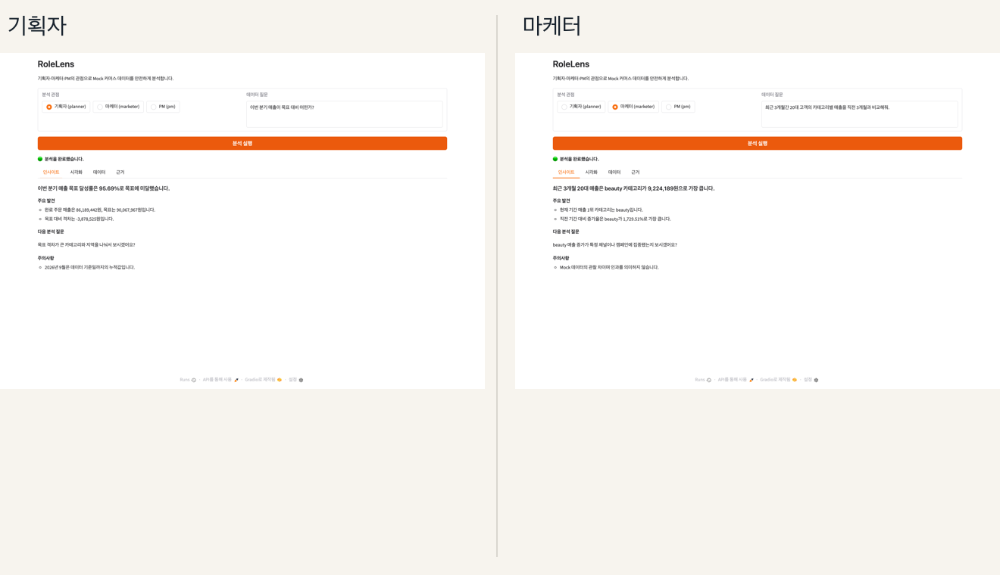 기획자
RoleLens
기획자·마케터·PM의 관점으로 Mock 커머스 데이터를 안전하게 분석합니다.
분석 관점
기획자 (planner)
마케터 (marketer)
PM (pm)
데이터 질문
이번 분기 매출이 목표 대비 어떤가?
분석 실행
분석을 완료했습니다.
인사이트 시각화 데이터 근거
이번 분기 매출 목표 달성률은 95.69%로 목표에 미달했습니다.
주요 발견
완료 주문 매출은 86,189,442원, 목표는 90,067,967원입니다.
목표 대비 격차는 -3,878,525원입니다.
다음 분석 질문
목표 격차가 큰 카테고리와 지역을 나눠서 보시겠어요?
주의사항
2026년 9월은 데이터 기준일까지의 누적값입니다.
Runs · API를 통해 사용 · Gradio로 제작됨 · 설정
마케터
RoleLens
기획자·마케터·PM의 관점으로 Mock 커머스 데이터를 안전하게 분석합니다.
분석 관점
기획자 (planner)
마케터 (marketer)
PM (pm)
데이터 질문
최근 3개월간 20대 고객의 카테고리별 매출을 직전 3개월과 비교해줘.
분석 실행
분석을 완료했습니다.
인사이트 시각화 데이터 근거
최근 3개월 20대 매출은 beauty 카테고리가 9,224,189원으로 가장 큽니다.
주요 발견
현재 기간 매출 1위 카테고리는 beauty입니다.
직전 기간 대비 증가율은 beauty가 1,729.51%로 가장 큽니다.
다음 분석 질문
beauty 매출 증가가 특정 채널이나 캠페인에 집중됐는지 보시겠어요?
주의사항
Mock 데이터의 관찰 차이며 인과를 의미하지 않습니다.
Runs · API를 통해 사용 · Gradio로 제작됨 · 설정